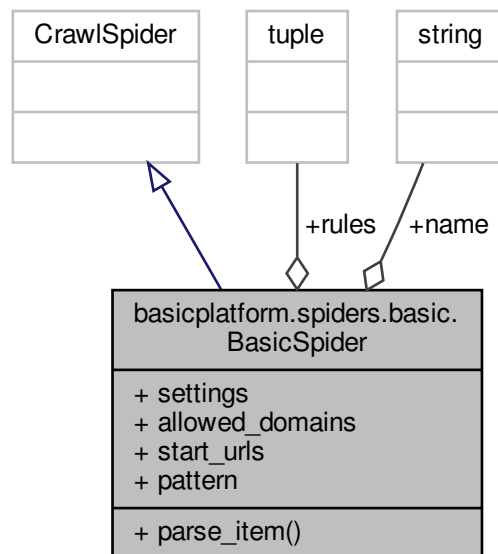 CrawlSpider
tuple
string
+rules
+name
basicplatform.spiders.basic.
BasicSpider
+ settings
+ allowed_domains
+ start_urls
+ pattern
+ parse_item()